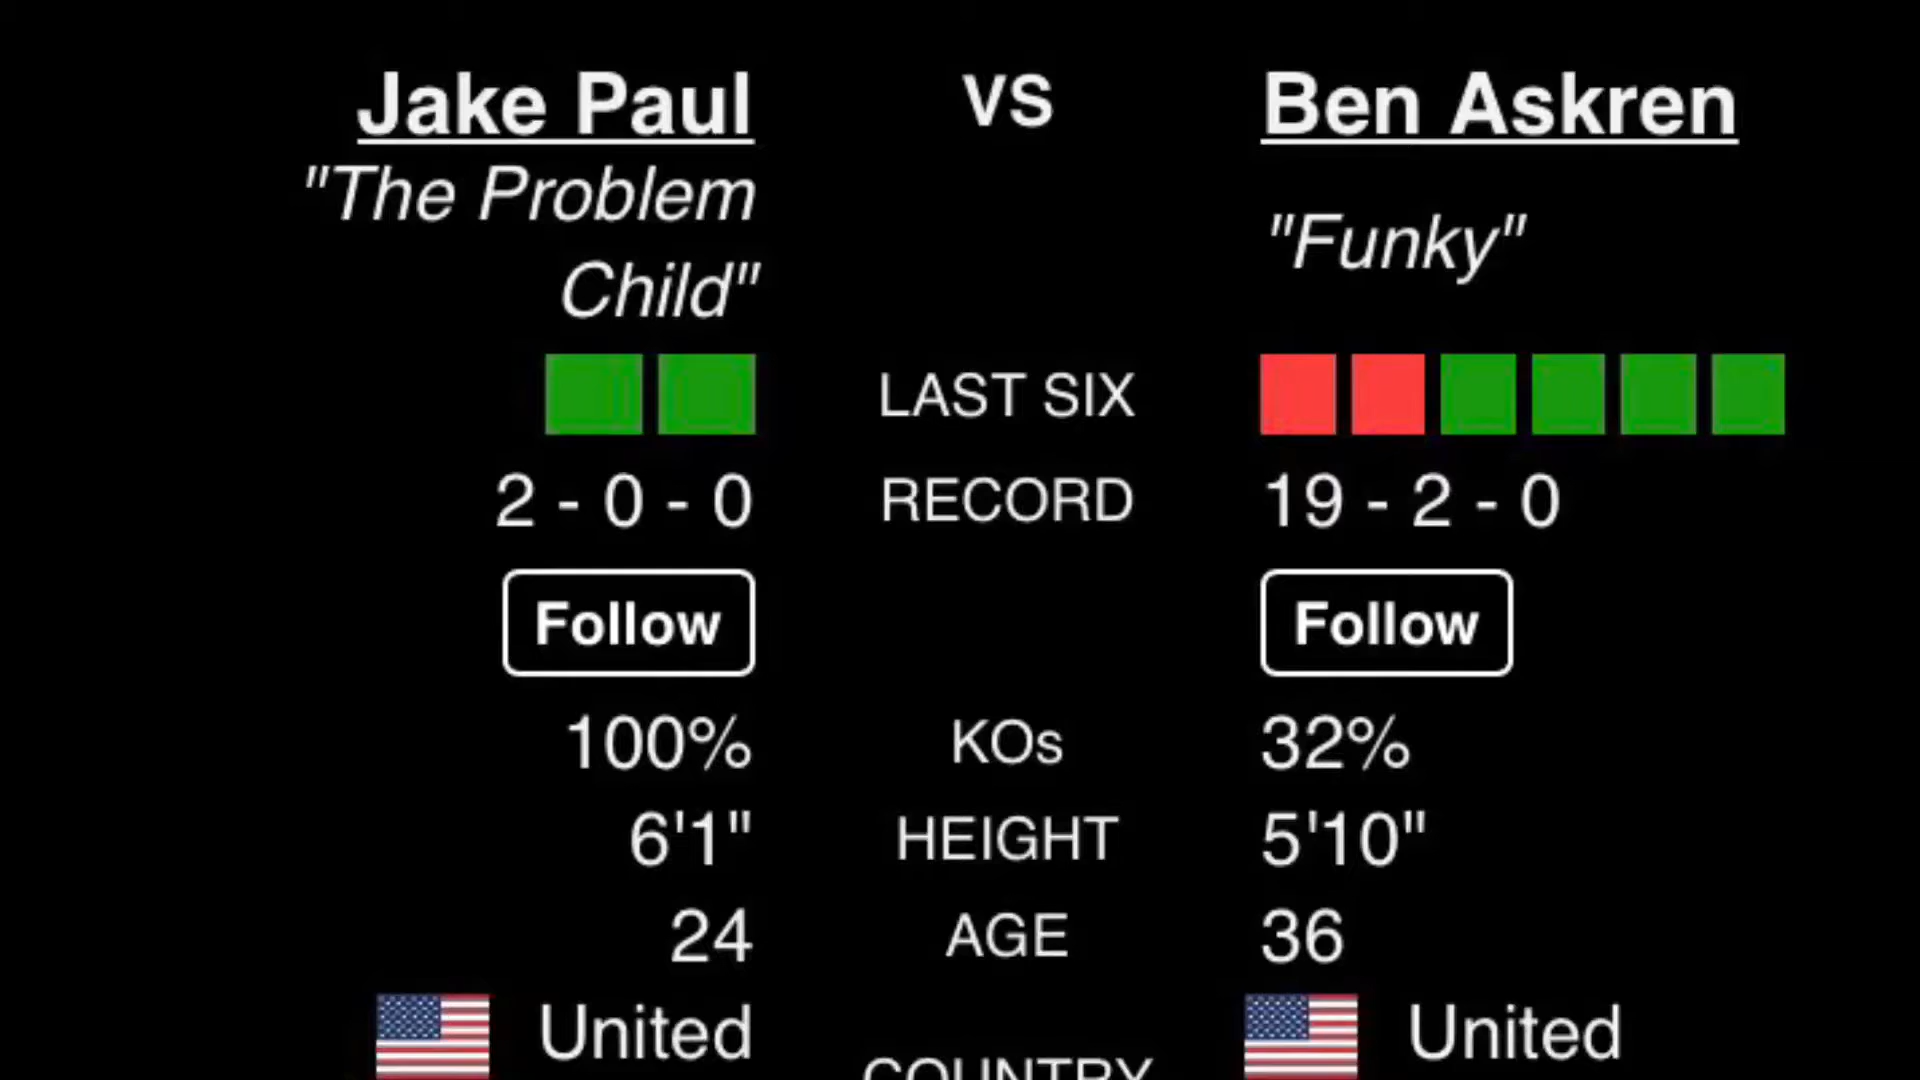 Jake Paul VS Ben Askren
"The Problem
Child"
"Funky"
LAST SIX
2 - 0 - 0 RECORD 19 - 2 - 0
Follow Follow
100% KOs 32%
6'1" HEIGHT 5'10"
24 AGE 36
United United
COUNTRY